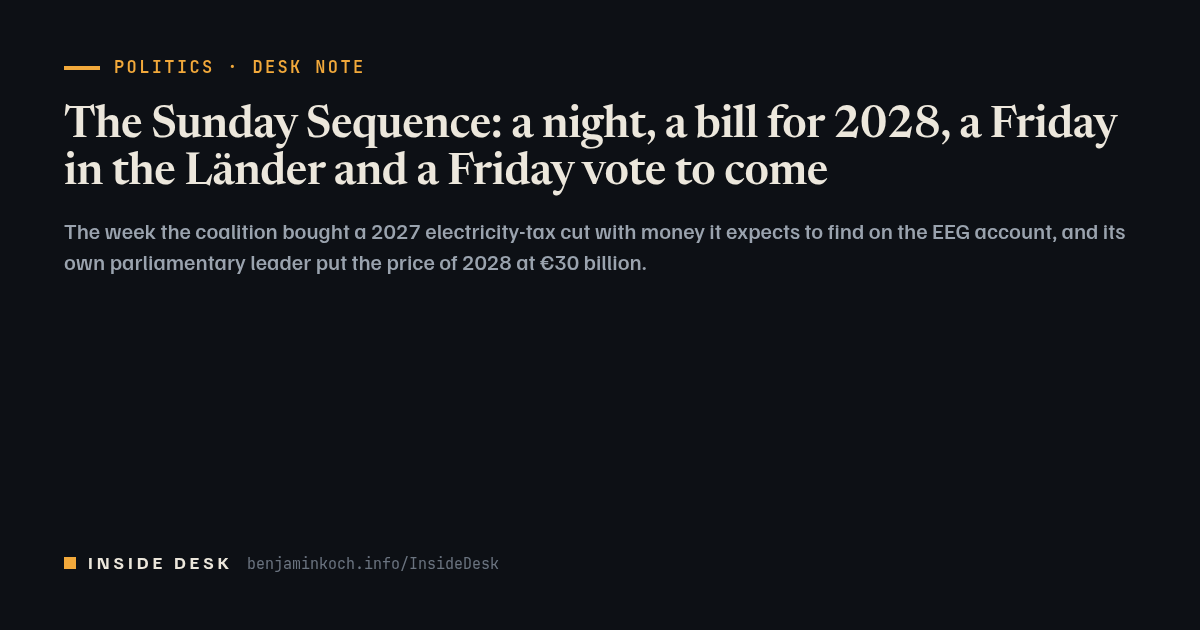 POLITICS · DESK NOTE
The Sunday Sequence: a night, a bill for 2028, a Friday
in the Länder and a Friday vote to come
The week the coalition bought a 2027 electricity-tax cut with money it expects to find on the EEG account, and its
own parliamentary leader put the price of 2028 at €30 billion.
INSIDE DESK benjaminkoch.info/InsideDesk